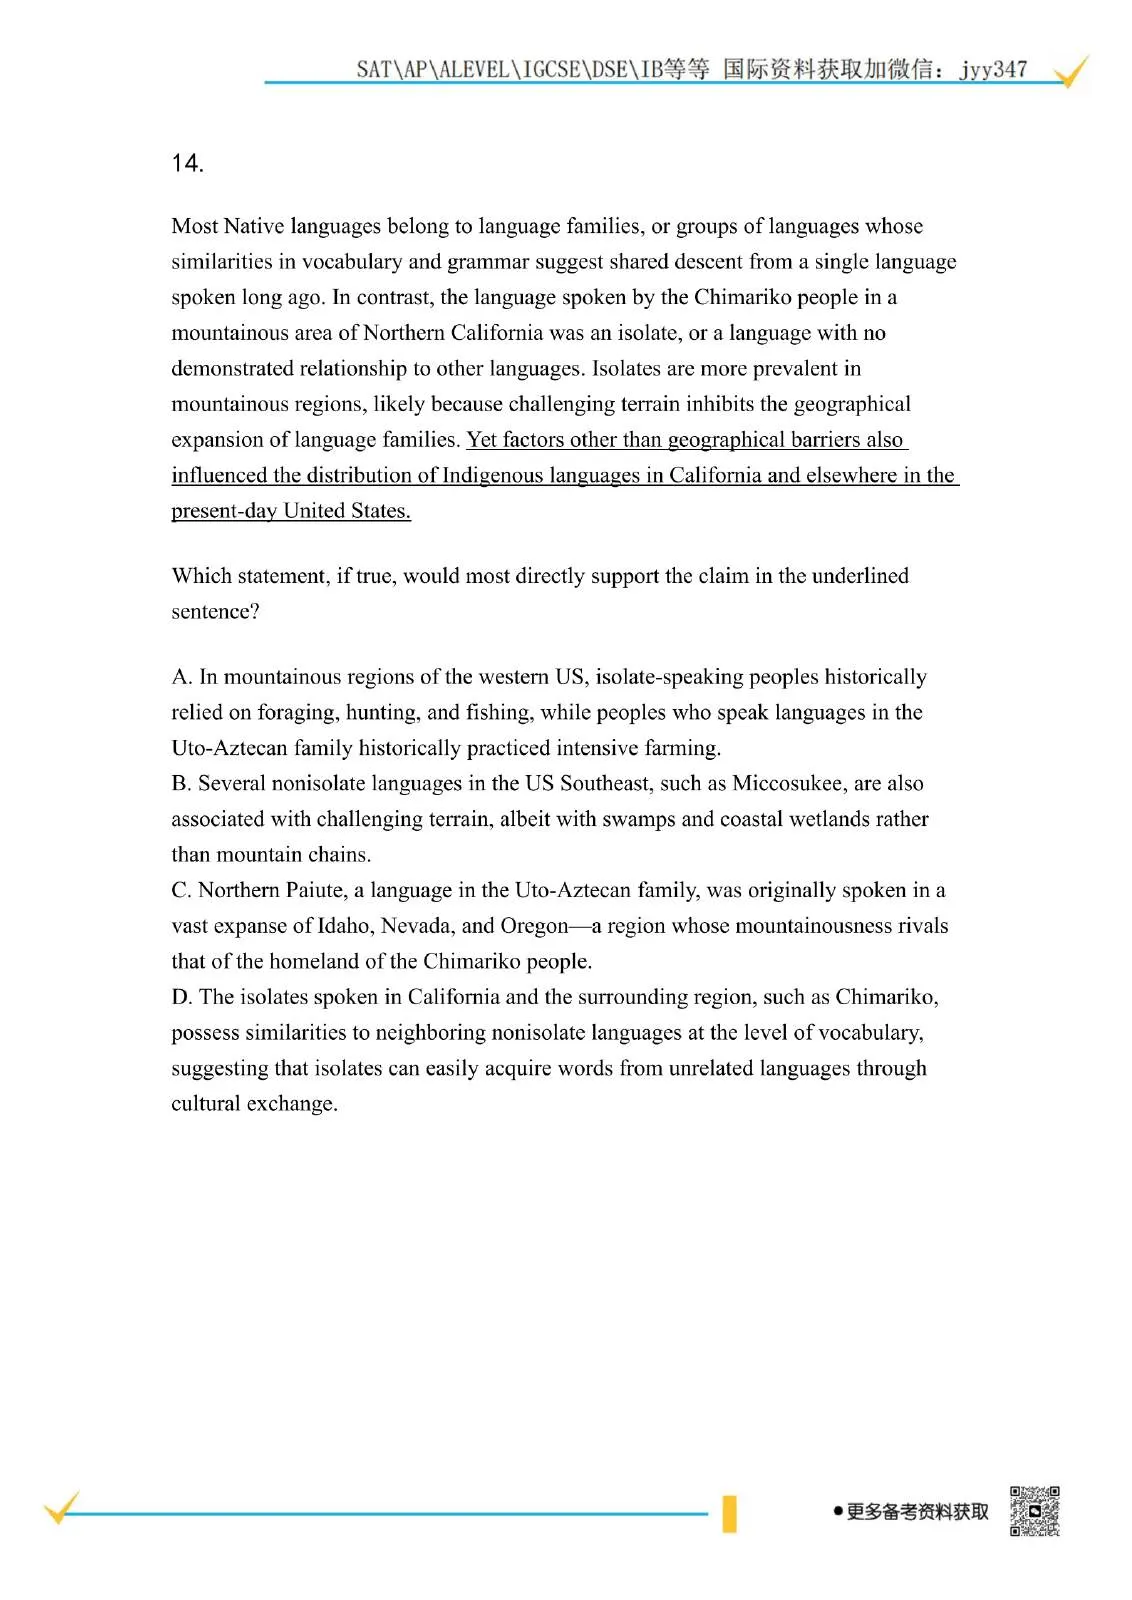 SAT\AP\ALEVEL\IGCSE\DSE\IB等等 国际资料获取加微信：jyy347
14.
Most Native languages belong to language families, or groups of languages whose
similarities in vocabulary and grammar suggest shared descent from a single language
spoken long ago. In contrast, the language spoken by the Chimariko people in a
mountainous area of Northern California was an isolate, or a language with no
demonstrated relationship to other languages. Isolates are more prevalent in
mountainous regions, likely because challenging terrain inhibits the geographical
expansion of language families. Yet factors other than geographical barriers also
influenced the distribution of Indigenous languages in California and elsewhere in the
present-day United States.
Which statement, if true, would most directly support the claim in the underlined
sentence?
A. In mountainous regions of the western US, isolate-speaking peoples historically
relied on foraging, hunting, and fishing, while peoples who speak languages in the
Uto-Aztecan family historically practiced intensive farming.
B. Several nonisolate languages in the US Southeast, such as Miccosukee, are also
associated with challenging terrain, albeit with swamps and coastal wetlands rather
than mountain chains.
C. Northern Paiute, a language in the Uto-Aztecan family, was originally spoken in a
vast expanse of Idaho, Nevada, and Oregon—a region whose mountainousness rivals
that of the homeland of the Chimariko people.
D. The isolates spoken in California and the surrounding region, such as Chimariko,
possess similarities to neighboring nonisolate languages at the level of vocabulary,
suggesting that isolates can easily acquire words from unrelated languages through
cultural exchange.
●更多备考资料获取